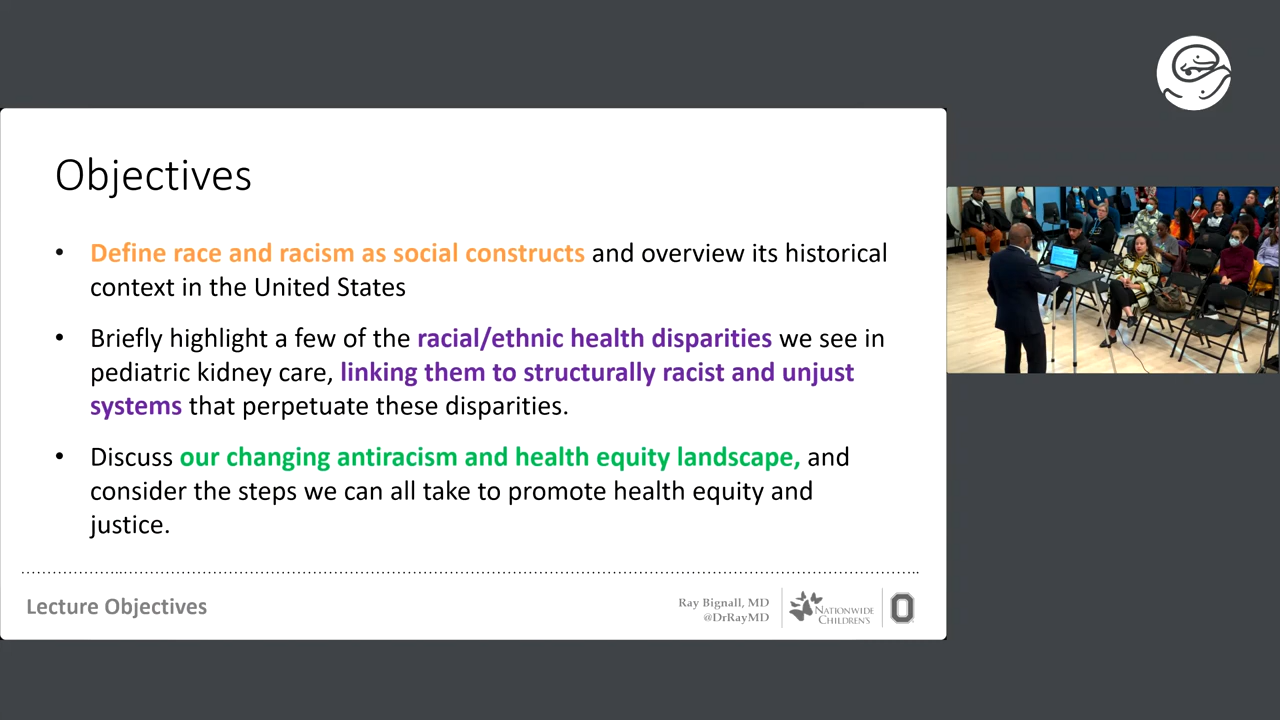 Objectives
• Define race and racism as social constructs and overview its historical
context in the United States
• Briefly highlight a few of the racial/ethnic health disparities we see in
pediatric kidney care, linking them to structurally racist and unjust
systems that perpetuate these disparities.
• Discuss our changing antiracism and health equity landscape, and
consider the steps we can all take to promote health equity and
justice.
Lecture Objectives
Ray Bignall, MD
@DrRayMD
NATIONWIDE
CHILDREN'S
O